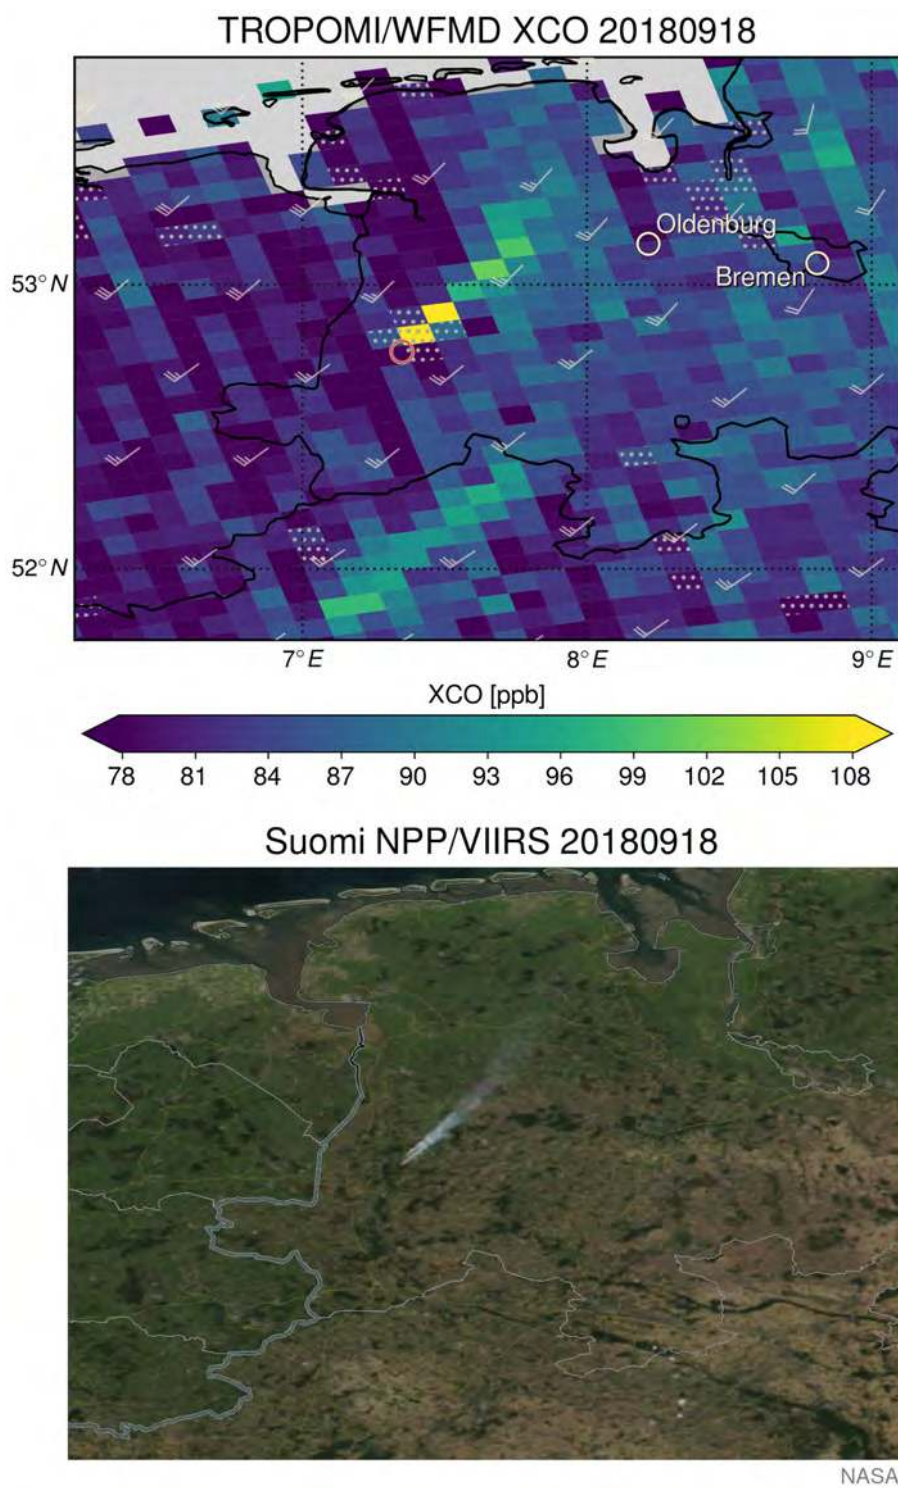 TROPOMI/WFMD XCO 20180918
Oldenburg
53°N
Bremen
52°N
7°E 8°E 9°E
XCO [ppb]
78 81 84 87 90 93 96 99 102 105 108
Suomi NPP/VIIRS 20180918
NASA